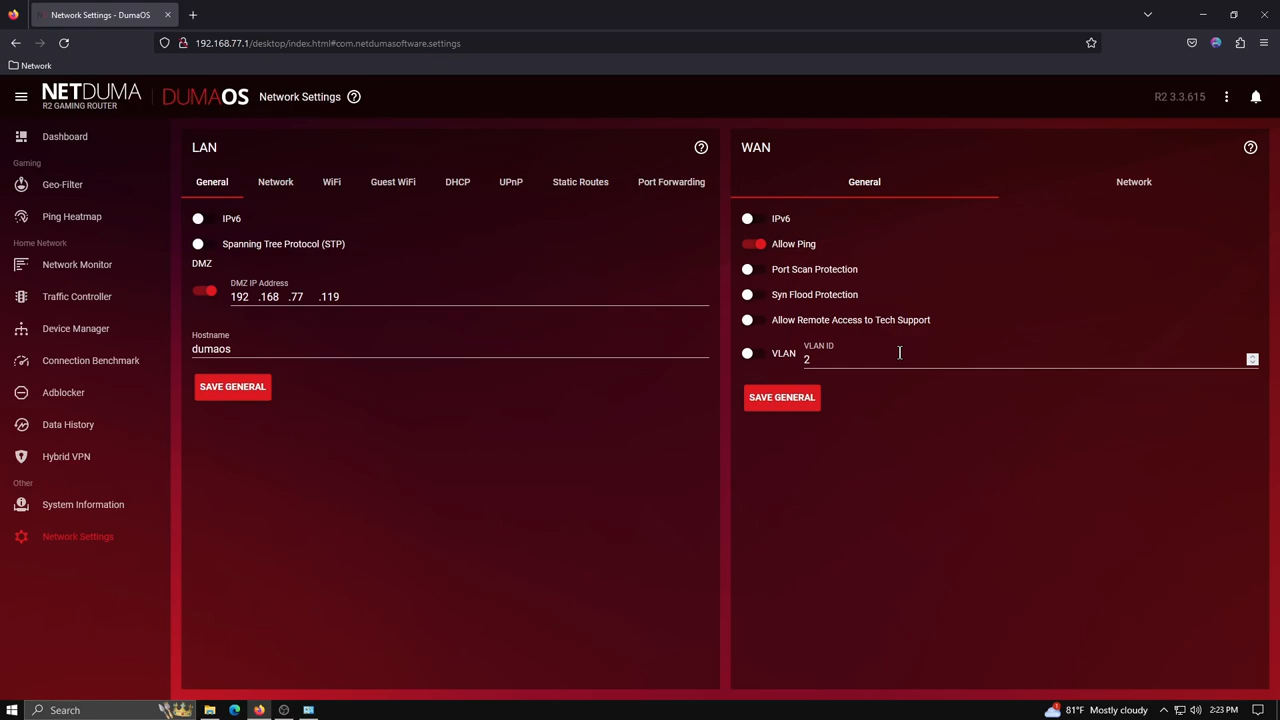 Network Settings - DumaOS
192.168.77.1/desktop/index.html#com.netdumasoftware.settings
Network
NETDUMA
R2 GAMING ROUTER
DUMAOS
Network Settings
R2 3.3.615
Dashboard
Gaming
Geo-Filter
Ping Heatmap
Home Network
Network Monitor
Traffic Controller
Device Manager
Connection Benchmark
Adblocker
Data History
Hybrid VPN
Other
System Information
Network Settings
LAN
General Network WiFi Guest WiFi DHCP UPnP Static Routes Port Forwarding
IPv6
Spanning Tree Protocol (STP)
DMZ
DMZ IP Address
192 .168 .77 .119
Hostname
dumaos
SAVE GENERAL
WAN
General Network
IPv6
Allow Ping
Port Scan Protection
Syn Flood Protection
Allow Remote Access to Tech Support
VLAN
VLAN ID
2
SAVE GENERAL
Search
81°F Mostly cloudy
2:23 PM